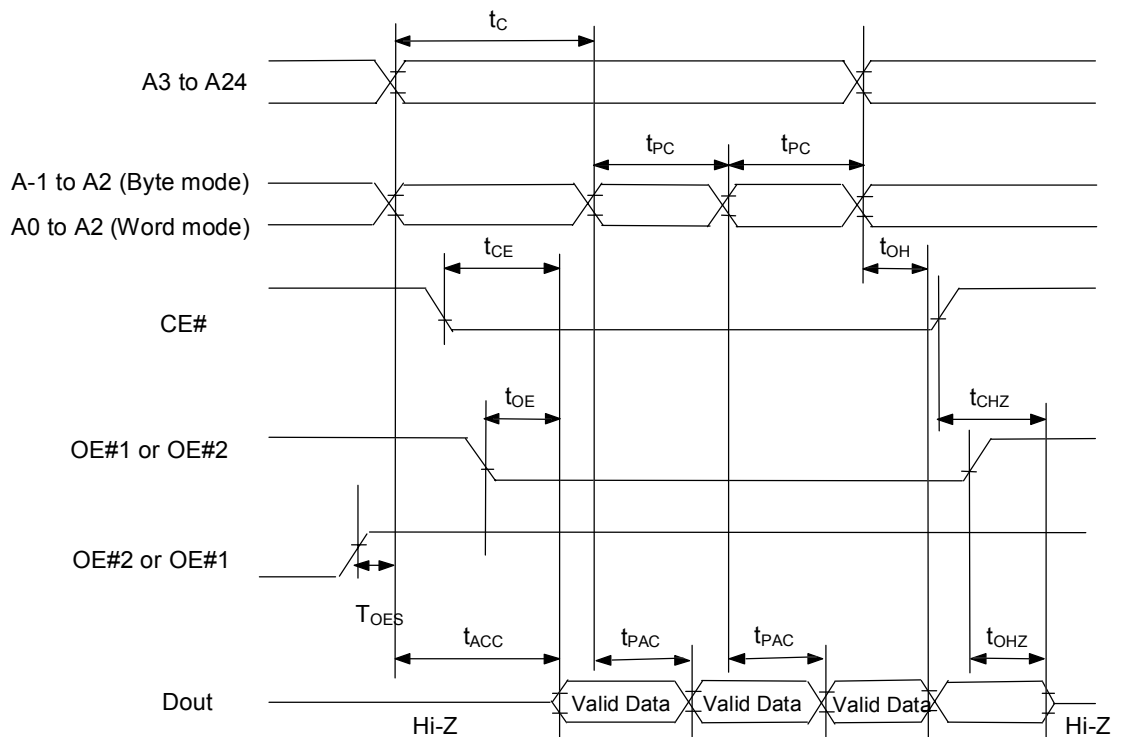 tC
A3 to A24
tPC tPC
A-1 to A2 (Byte mode)
A0 to A2 (Word mode)
tCE tOH
CE#
tOE tCHZ
OE#1 or OE#2
OE#2 or OE#1
TOES
tACC tPAC tPAC tOHZ
Dout Valid Data Valid Data Valid Data
Hi-Z Hi-Z